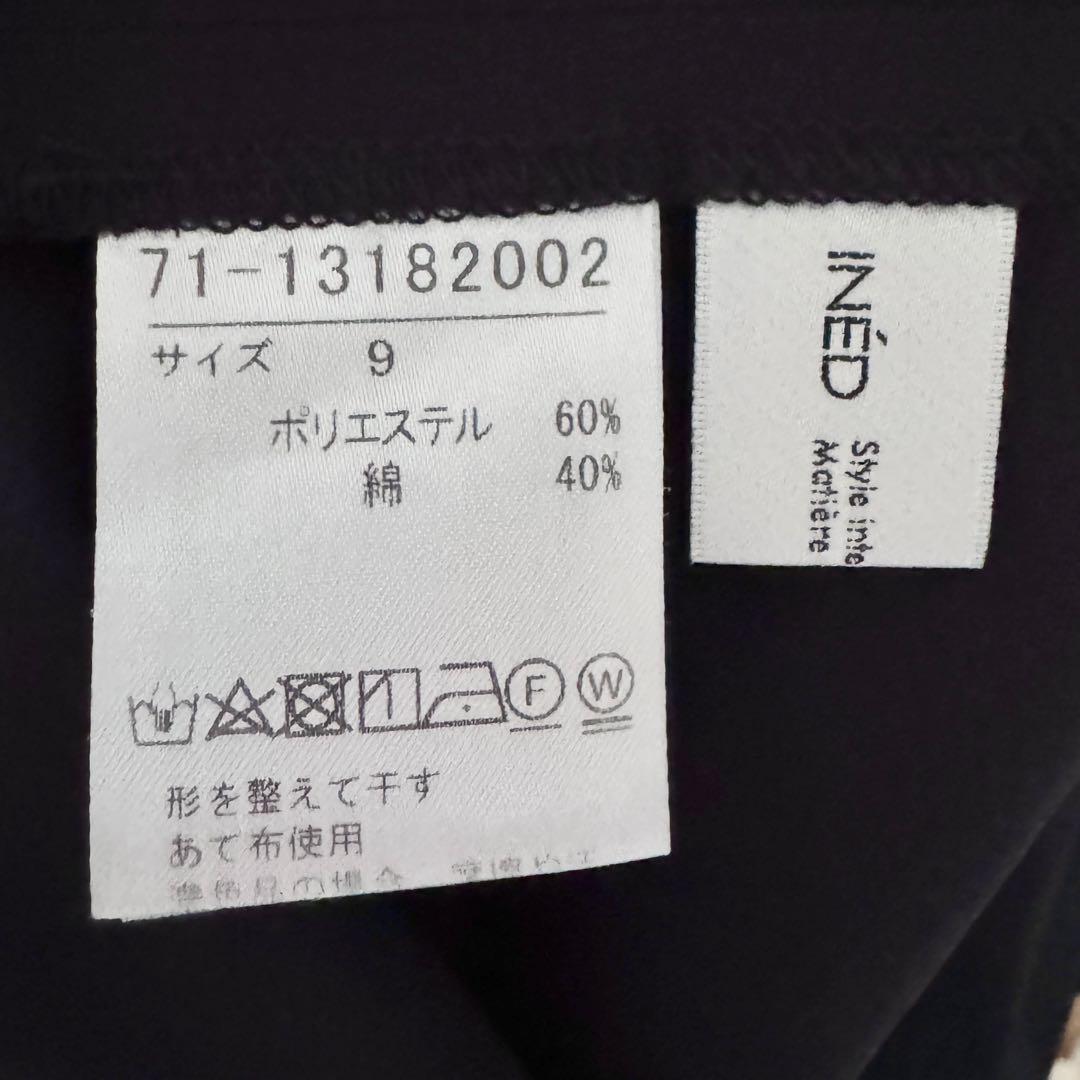 71-13182002
サイズ 9
ポリエステル 60%
綿 40%
F W
形を整えて干す
あて布使用
INÉD
Style inte
Matière